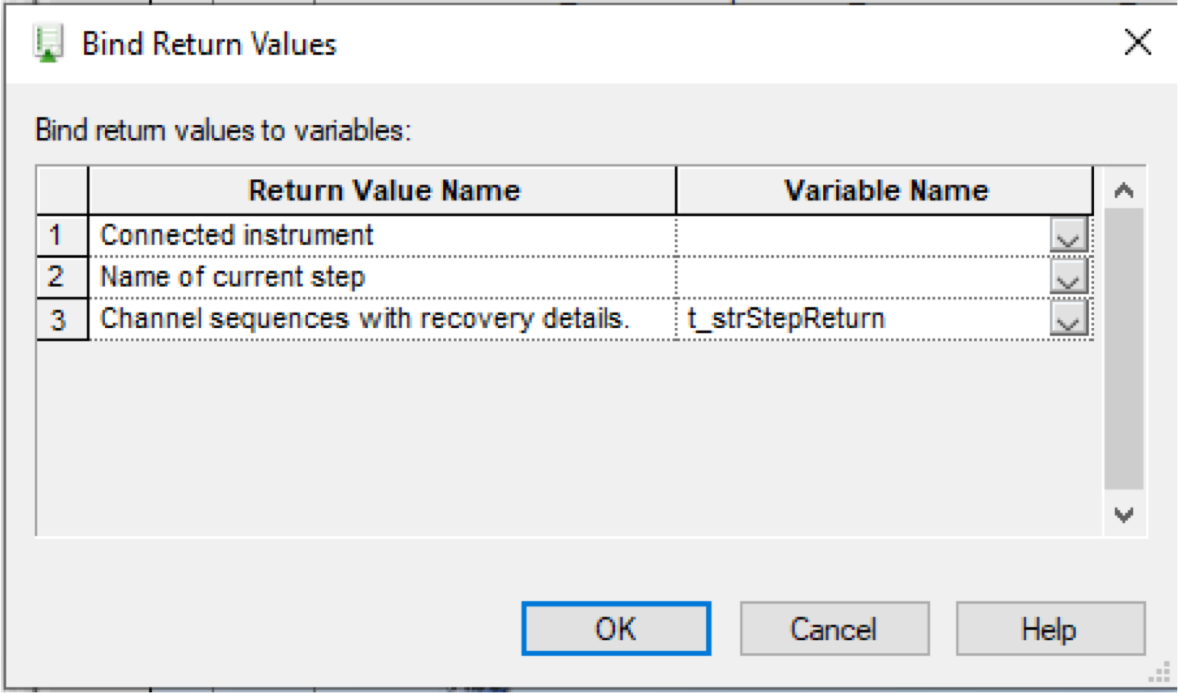 Bind Return Values
Bind return values to variables:
Return Value Name Variable Name
1 Connected instrument
2 Name of current step
3 Channel sequences with recovery details. t_strStepReturn
OK Cancel Help